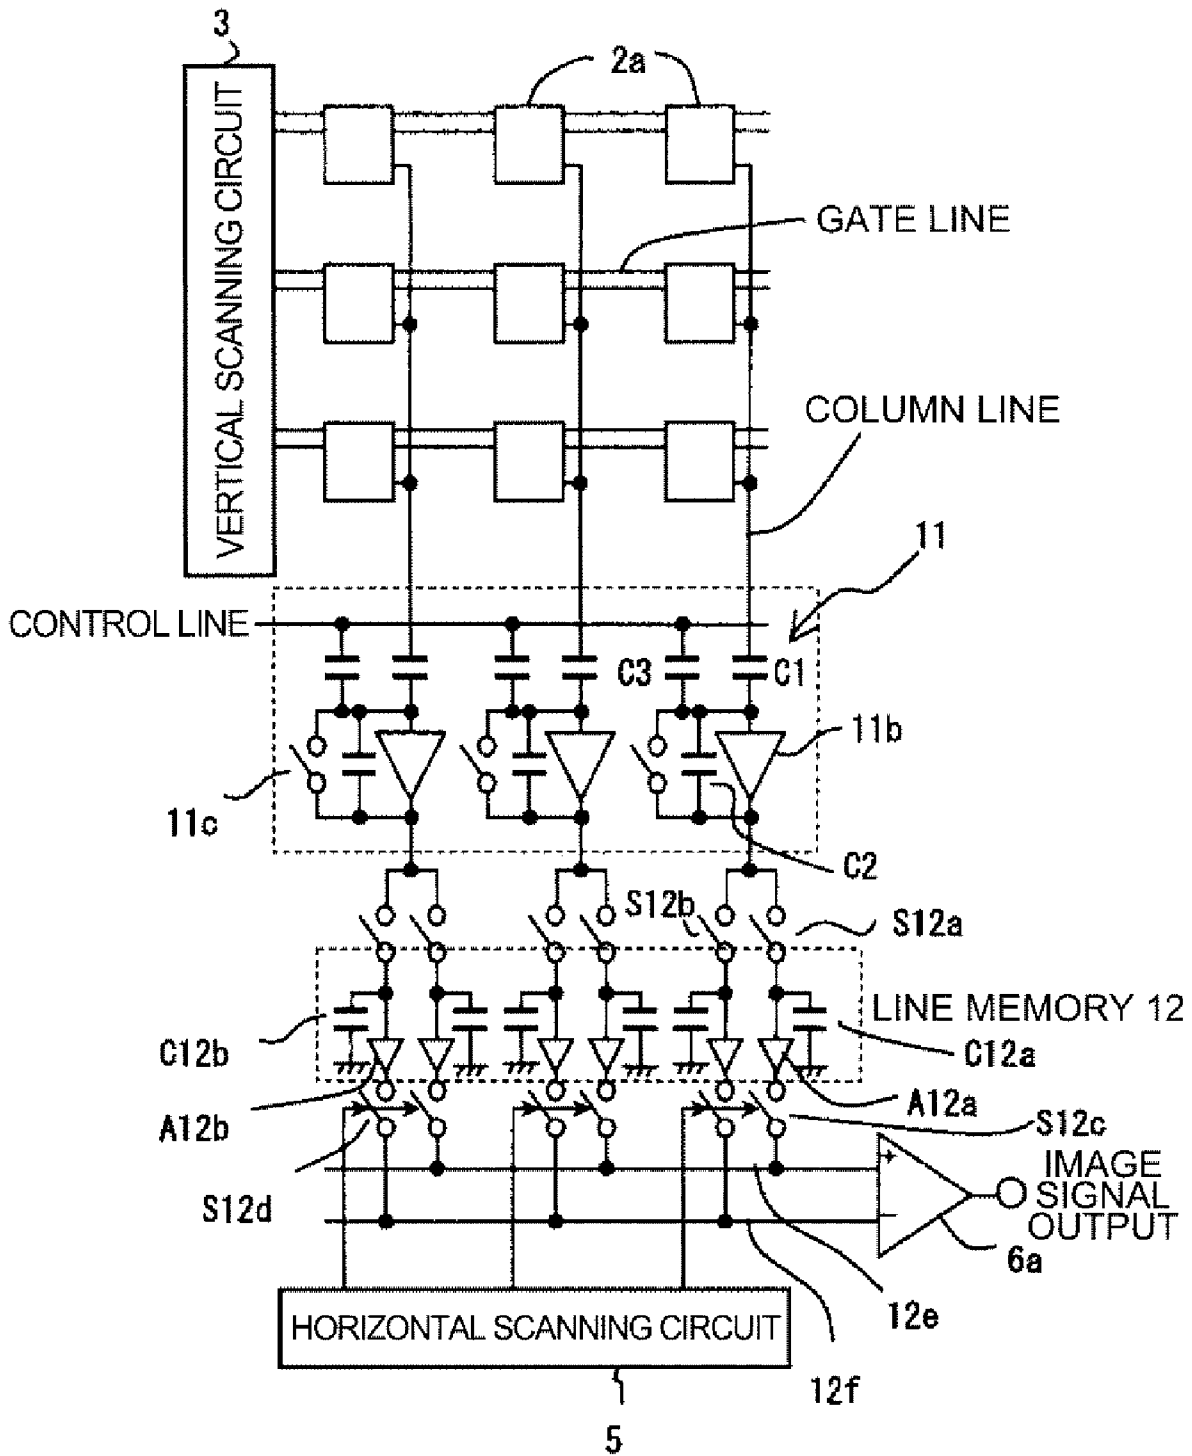 3
2a
VERTICAL SCANNING CIRCUIT
GATE LINE
COLUMN LINE
11
CONTROL LINE
C3
C1
11b
11c
C2
S12b
S12a
LINE MEMORY 12
C12b
C12a
A12b
A12a
S12c
S12d
+
−
IMAGE
SIGNAL
OUTPUT
6a
12e
HORIZONTAL SCANNING CIRCUIT
12f
5